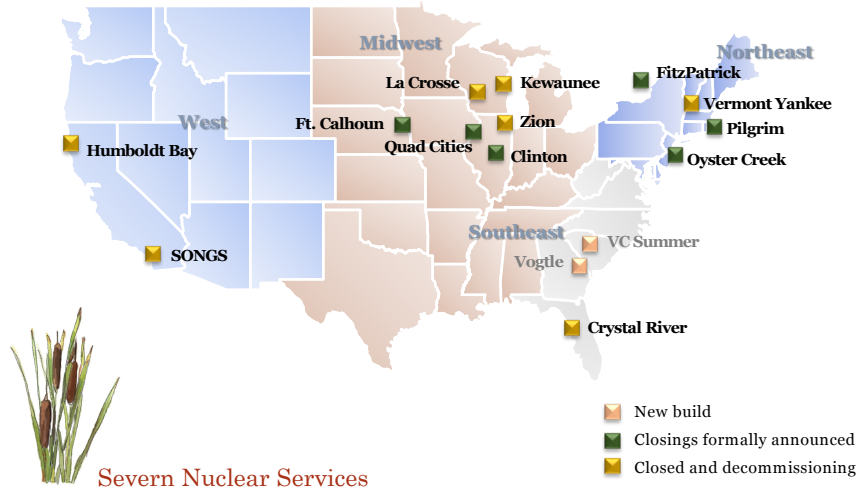 Midwest
Northeast
FitzPatrick
La Crosse
Kewaunee
Vermont Yankee
West
Ft. Calhoun
Zion
Pilgrim
Humboldt Bay
Quad Cities
Clinton
Oyster Creek
Southeast
VC Summer
SONGS
Vogtle
Crystal River
New build
Closings formally announced
Closed and decommissioning
Severn Nuclear Services